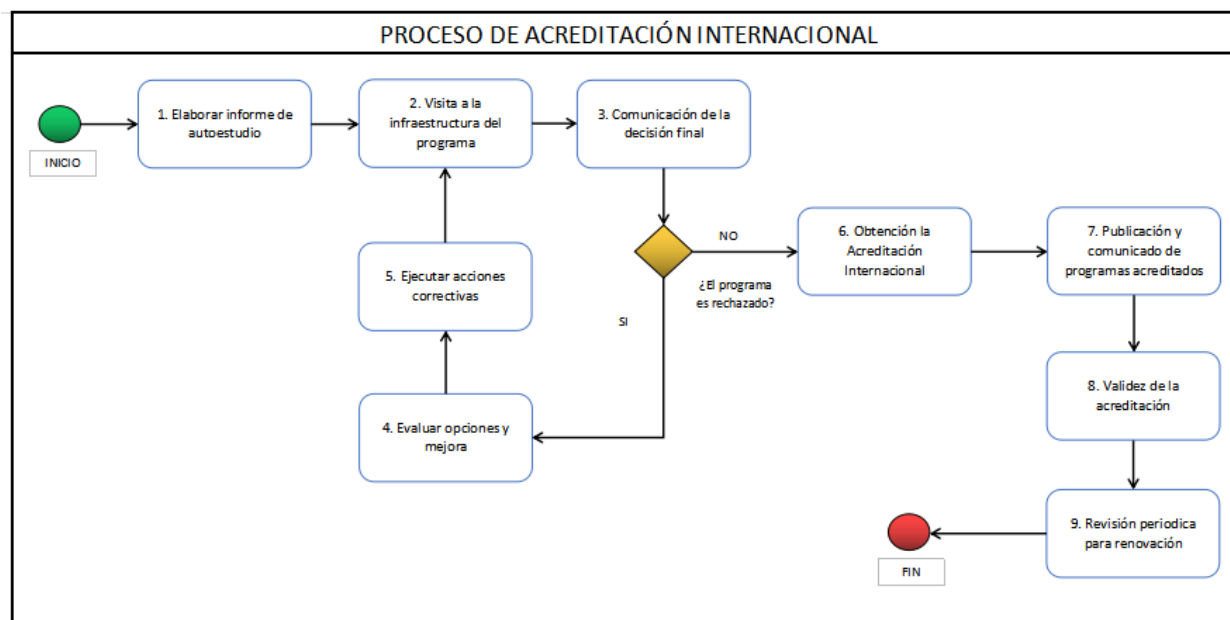 PROCESO DE ACREDITACIÓN INTERNACIONAL
INICIO
1. Elaborar informe de
autoestudio
2. Visita a la
infraestructura del
programa
3. Comunicación de la
decisión final
NO
¿El programa
es rechazado?
SI
4. Evaluar opciones y
mejora
5. Ejecutar acciones
correctivas
6. Obtención la
Acreditación
Internacional
7. Publicación y
comunicado de
programas acreditados
8. Validez de la
acreditación
9. Revisión periodica
para renovación
FIN